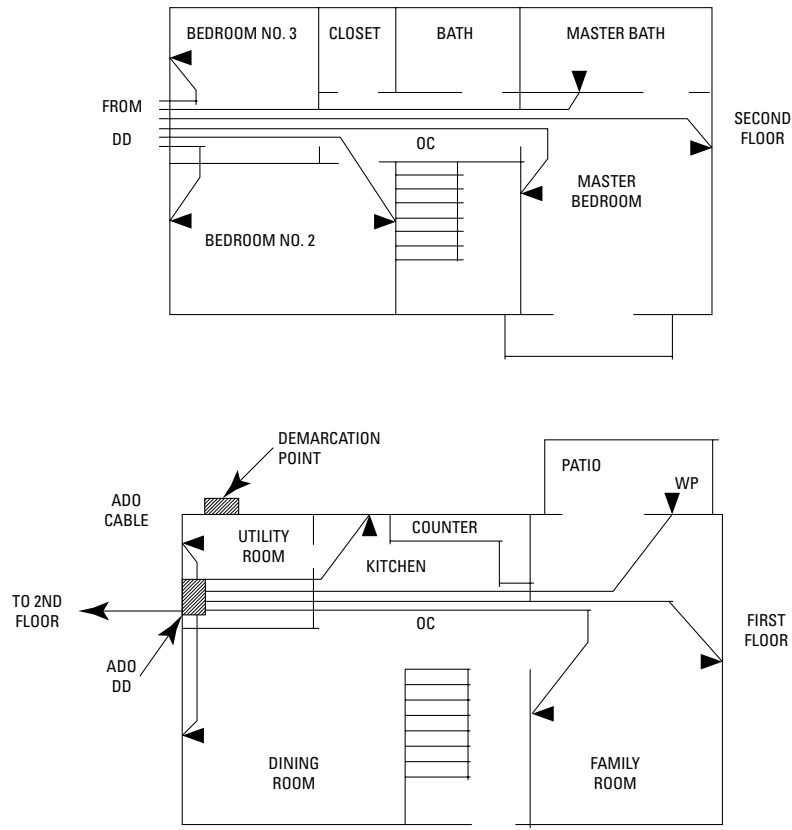 BEDROOM NO. 3
CLOSET
BATH
MASTER BATH
FROM
DD
SECOND
FLOOR
OC
MASTER
BEDROOM
BEDROOM NO. 2
DEMARCATION
POINT
PATIO
WP
ADO
CABLE
UTILITY
ROOM
COUNTER
KITCHEN
TO 2ND
FLOOR
OC
FIRST
FLOOR
ADO
DD
DINING
ROOM
FAMILY
ROOM